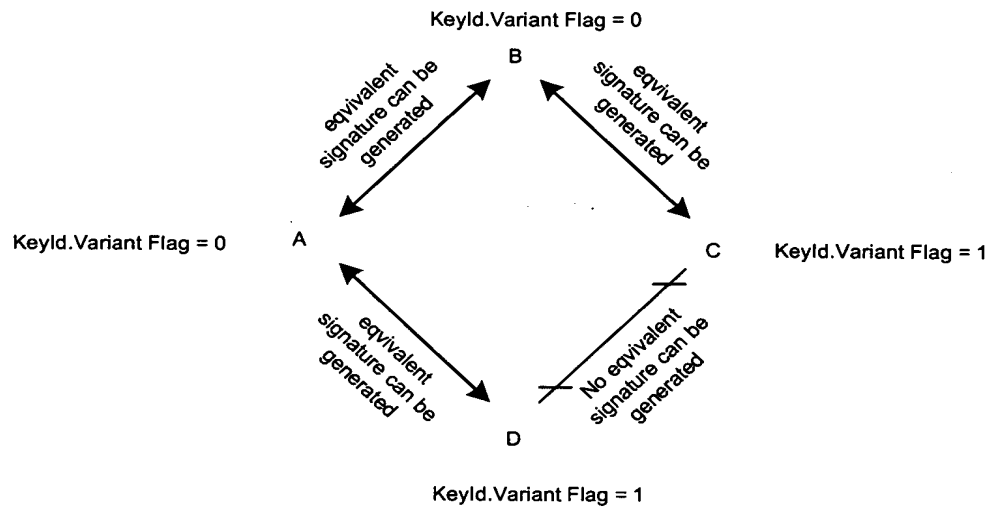 KeyId.Variant Flag = 0
B
eqvivalent
signature can be
generated
eqvivalent
signature can be
generated
KeyId.Variant Flag = 0
A
C
KeyId.Variant Flag = 1
eqvivalent
signature can be
generated
No eqvivalent
signature can be
generated
D
KeyId.Variant Flag = 1